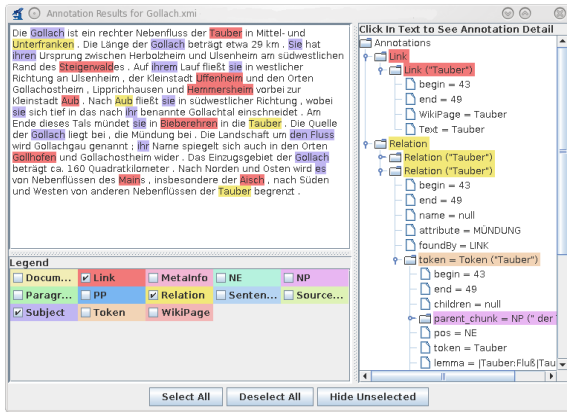 Annotation Results for Gollach.xmi
Die Gollach ist ein rechter Nebenfluss der Tauber in Mittel- und
Unterfranken . Die Länge der Gollach beträgt etwa 29 km . Sie hat
ihren Ursprung zwischen Herbolzheim und Ulsenheim am südwestlichen
Rand des Steigerwaldes . Auf ihrem Lauf fließt sie in westlicher
Richtung an Ulsenheim , der Kleinstadt Uffenheim und den Orten
Gollachostheim , Lipprichhausen und Hemmersheim vorbei zur
Kleinstadt Aub . Nach Aub fließt sie in südwestlicher Richtung , wobei
sie sich tief in das nach ihr benannte Gollachtal einschneidet . Am
Ende dieses Tals mündet sie in Bieberehren in die Tauber . Die Quelle
der Gollach liegt bei , die Mündung bei . Die Landschaft um den Fluss
wird Gollachgau genannt ; ihr Name spiegelt sich auch in den Orten
Gollhofen und Gollachostheim wider . Das Einzugsgebiet der Gollach
beträgt ca. 160 Quadratkilometer . Nach Norden und Osten wird es
von Nebenflüssen des Mains , insbesondere der Aisch , nach Süden
und Westen von anderen Nebenflüssen der Tauber begrenzt .
Legend
Docum... Link MetaInfo NE NP
Paragr... PP Relation Senten... Source...
Subject Token WikiPage
Click In Text to See Annotation Detail
Annotations
Link
Link ("Tauber")
begin = 43
end = 49
WikiPage = Tauber
Text = Tauber
Relation
Relation ("Tauber")
Relation ("Tauber")
begin = 43
end = 49
name = null
attribute = MÜNDUNG
foundBy = LINK
token = Token ("Tauber")
begin = 43
end = 49
children = null
parent_chunk = NP (" der
pos = NE
token = Tauber
lemma = |Tauber:Fluß|Tau
Select All Deselect All Hide Unselected